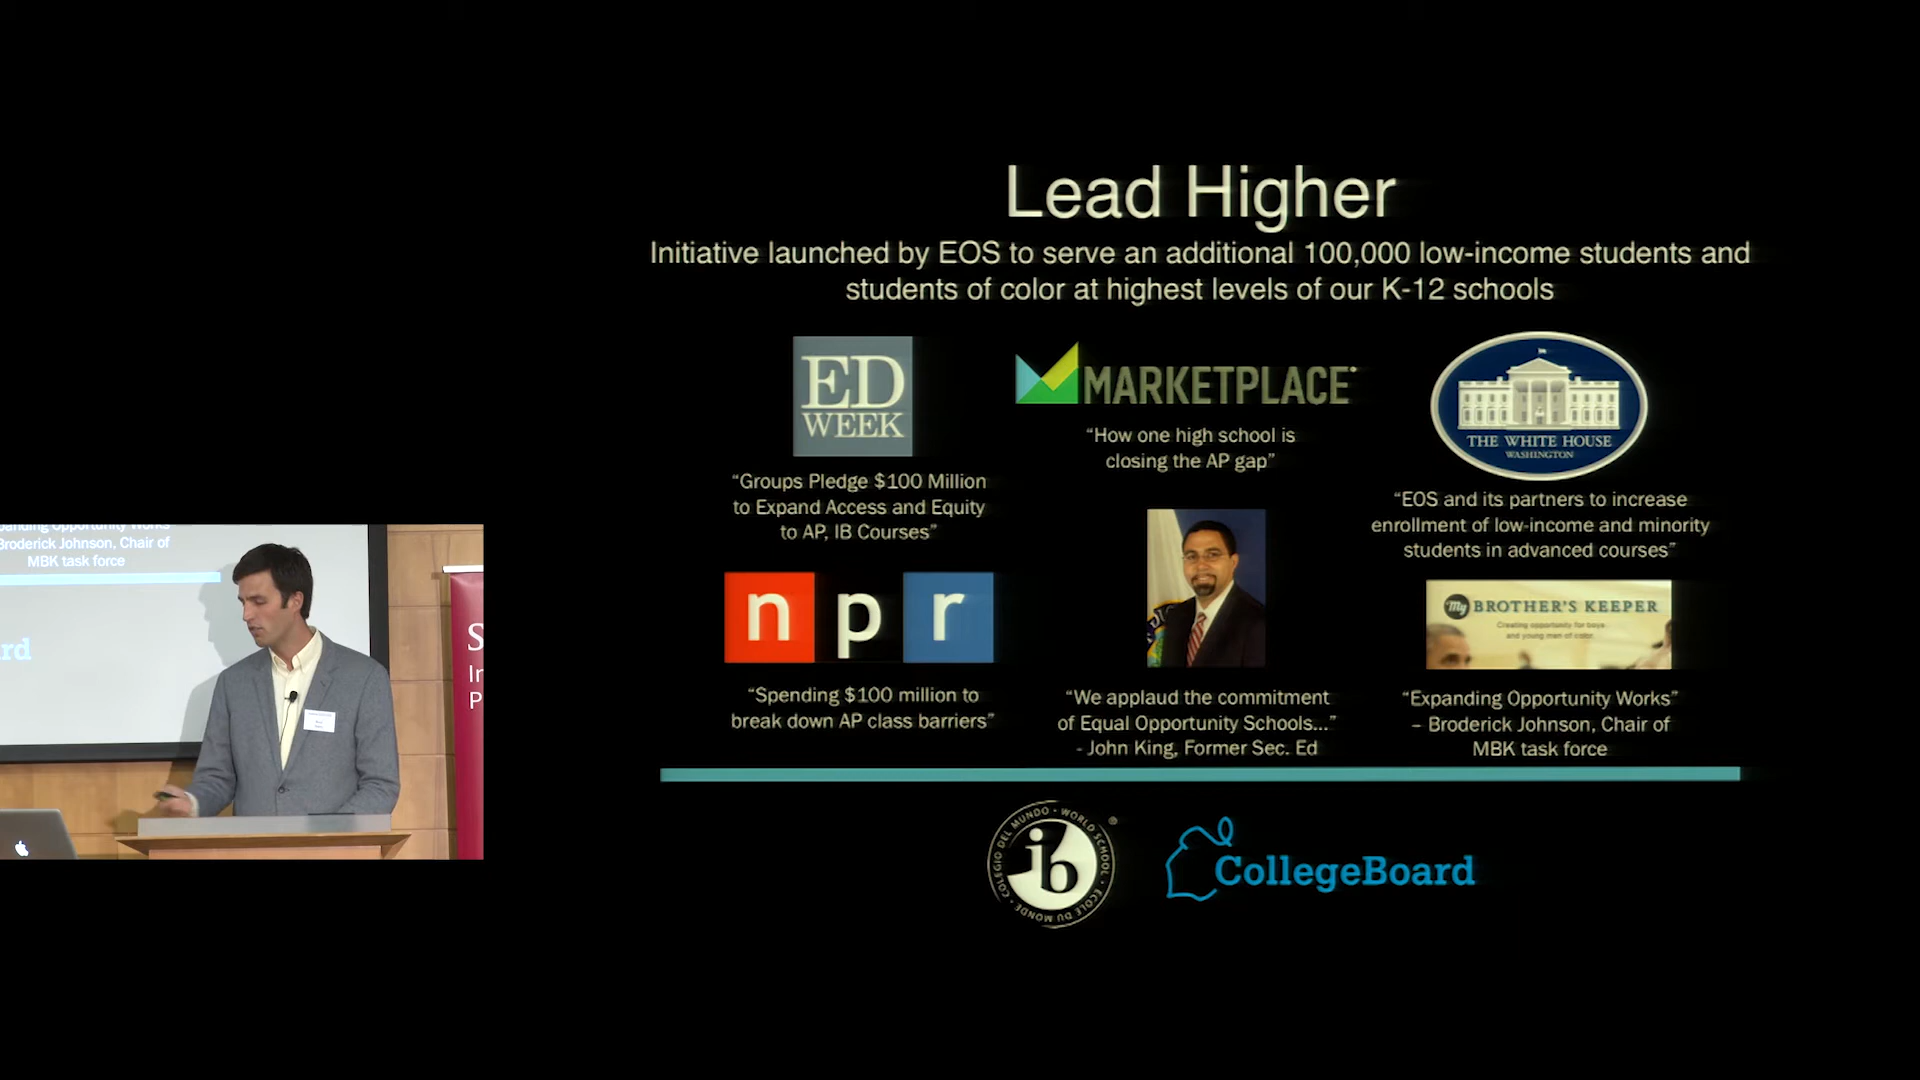 Lead Higher
Initiative launched by EOS to serve an additional 100,000 low-income students and
students of color at highest levels of our K-12 schools
ED
WEEK
“Groups Pledge $100 Million
to Expand Access and Equity
to AP, IB Courses”
MARKETPLACE
“How one high school is
closing the AP gap”
THE WHITE HOUSE
WASHINGTON
“EOS and its partners to increase
enrollment of low-income and minority
students in advanced courses”
n p r
“Spending $100 million to
break down AP class barriers”
“We applaud the commitment
of Equal Opportunity Schools...”
- John King, Former Sec. Ed
My BROTHER'S KEEPER
Creating opportunity for boys
and young men of color
“Expanding Opportunity Works”
– Broderick Johnson, Chair of
MBK task force
ib
COLEGIO DEL MUNDO · WORLD SCHOOL · ÉCOLE DU MONDE ·
®
CollegeBoard
Expanding Opportunity Works
Broderick Johnson, Chair of
MBK task force
rd
S
In
P